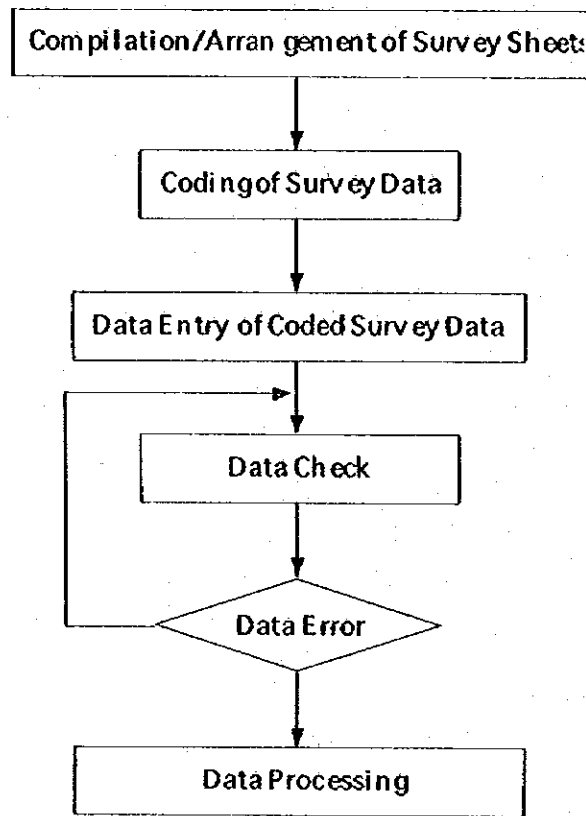 Compilation/Arrangement of Survey Sheets
Coding of Survey Data
Data Entry of Coded Survey Data
Data Check
Data Error
Data Processing